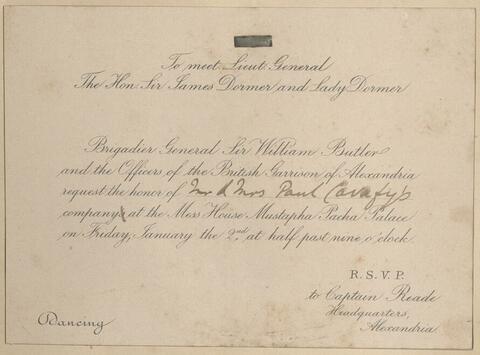 To meet Lieut. General
The Hon. Sir James Dormer and Lady Dormer
Brigadier General Sir William Butler
and the Officers of the British Garrison of Alexandria
request the honor of Mr & Mrs Paul Cavafy's
company at the Mess House Mustapha Pacha Palace
on Friday, January the 2nd at half past nine o'clock.
R.S.V.P.
to Captain Reade
Headquarters,
Alexandria.
Dancing